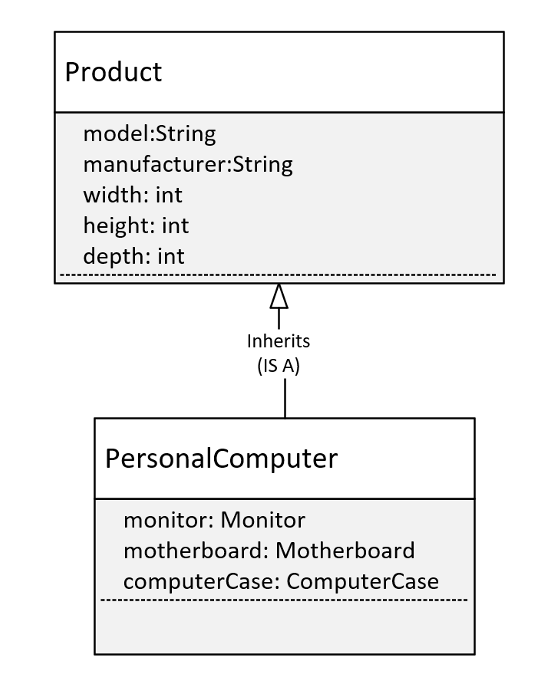 Product
model:String
manufacturer:String
width: int
height: int
depth: int
Inherits
(IS A)
PersonalComputer
monitor: Monitor
motherboard: Motherboard
computerCase: ComputerCase